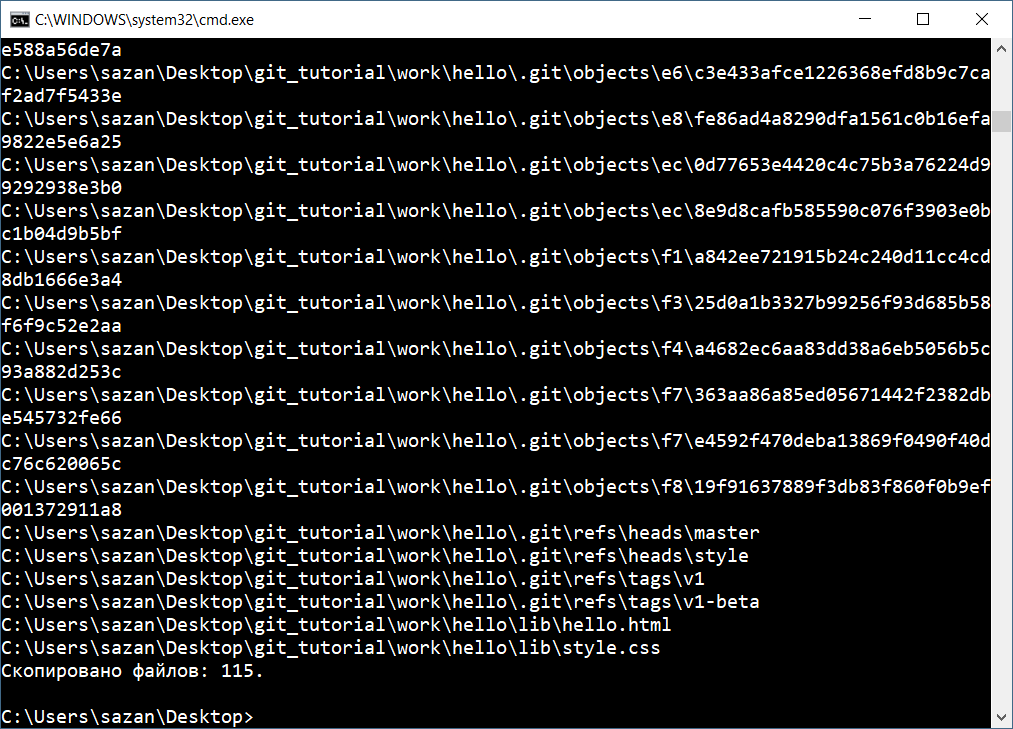 C:\WINDOWS\system32\cmd.exe
e588a56de7a
C:\Users\sazan\Desktop\git_tutorial\work\hello\.git\objects\e6\c3e433afce1226368efd8b9c7ca
f2ad7f5433e
C:\Users\sazan\Desktop\git_tutorial\work\hello\.git\objects\e8\fe86ad4a8290dfa1561c0b16efa
9822e5e6a25
C:\Users\sazan\Desktop\git_tutorial\work\hello\.git\objects\ec\0d77653e4420c4c75b3a76224d9
9292938e3b0
C:\Users\sazan\Desktop\git_tutorial\work\hello\.git\objects\ec\8e9d8cafb585590c076f3903e0b
c1b04d9b5bf
C:\Users\sazan\Desktop\git_tutorial\work\hello\.git\objects\f1\a842ee721915b24c240d11cc4cd
8db1666e3a4
C:\Users\sazan\Desktop\git_tutorial\work\hello\.git\objects\f3\25d0a1b3327b99256f93d685b58
f6f9c52e2aa
C:\Users\sazan\Desktop\git_tutorial\work\hello\.git\objects\f4\a4682ec6aa83dd38a6eb5056b5c
93a882d253c
C:\Users\sazan\Desktop\git_tutorial\work\hello\.git\objects\f7\363aa86a85ed05671442f2382db
e545732fe66
C:\Users\sazan\Desktop\git_tutorial\work\hello\.git\objects\f7\e4592f470deba13869f0490f40d
c76c620065c
C:\Users\sazan\Desktop\git_tutorial\work\hello\.git\objects\f8\19f91637889f3db83f860f0b9ef
001372911a8
C:\Users\sazan\Desktop\git_tutorial\work\hello\.git\refs\heads\master
C:\Users\sazan\Desktop\git_tutorial\work\hello\.git\refs\heads\style
C:\Users\sazan\Desktop\git_tutorial\work\hello\.git\refs\tags\v1
C:\Users\sazan\Desktop\git_tutorial\work\hello\.git\refs\tags\v1-beta
C:\Users\sazan\Desktop\git_tutorial\work\hello\lib\hello.html
C:\Users\sazan\Desktop\git_tutorial\work\hello\lib\style.css
Скопировано файлов: 115.
C:\Users\sazan\Desktop>